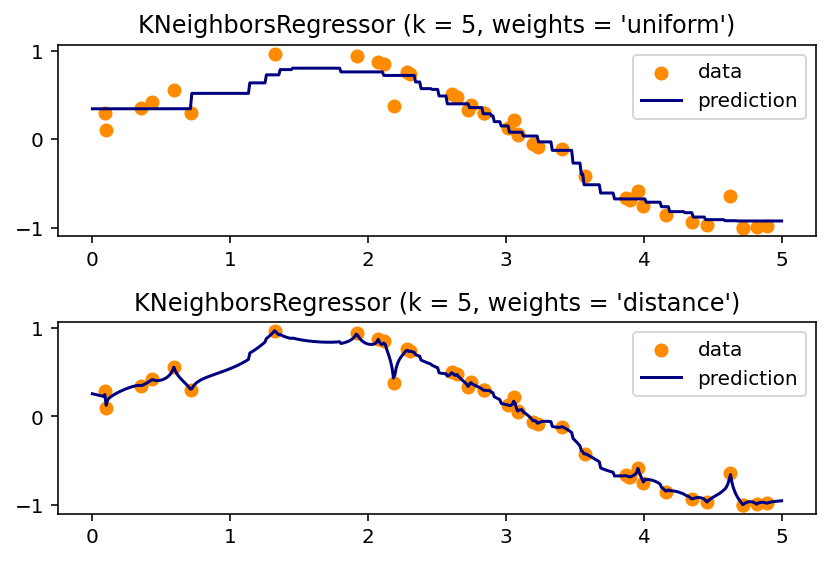 KNeighborsRegressor (k = 5, weights = 'uniform')
1
0
−1
data
prediction
0 1 2 3 4 5
KNeighborsRegressor (k = 5, weights = 'distance')
1
0
−1
data
prediction
0 1 2 3 4 5